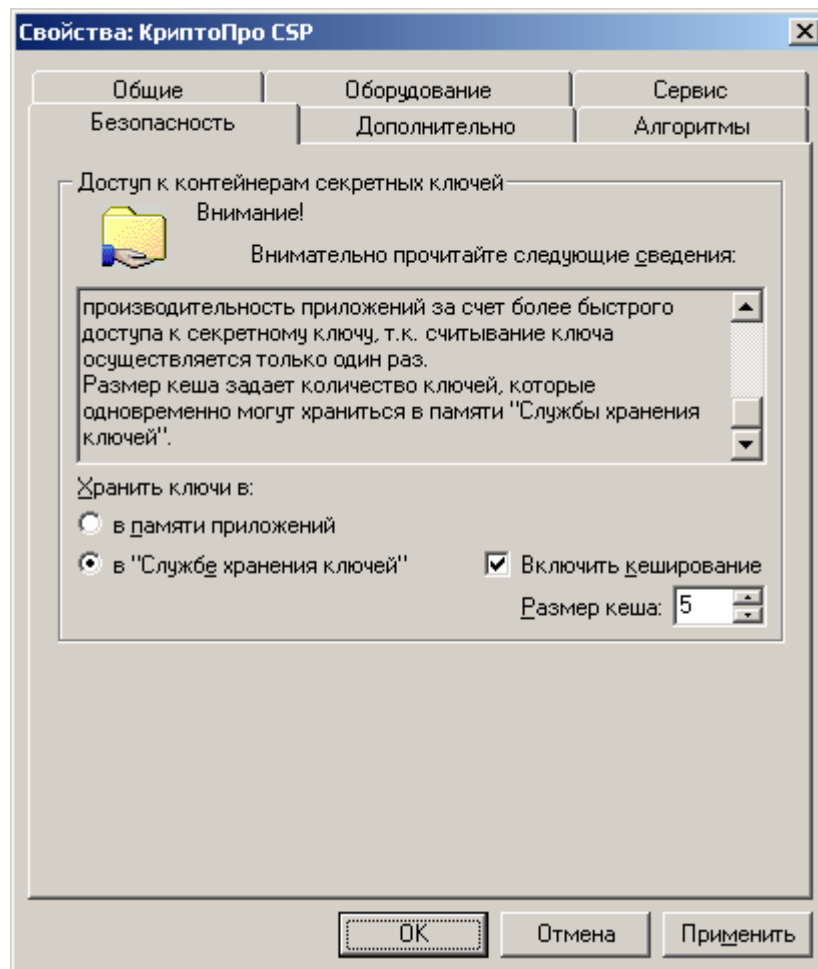 Свойства: КриптоПро CSP
Общие Оборудование Сервис
Безопасность Дополнительно Алгоритмы
Доступ к контейнерам секретных ключей
Внимание!
Внимательно прочитайте следующие сведения:
производительность приложений за счет более быстрого
доступа к секретному ключу, т.к. считывание ключа
осуществляется только один раз.
Размер кеша задает количество ключей, которые
одновременно могут храниться в памяти "Службы хранения
ключей".
Хранить ключи в:
в памяти приложений
в "Службе хранения ключей" Включить кеширование
Размер кеша: 5
ОК Отмена Применить